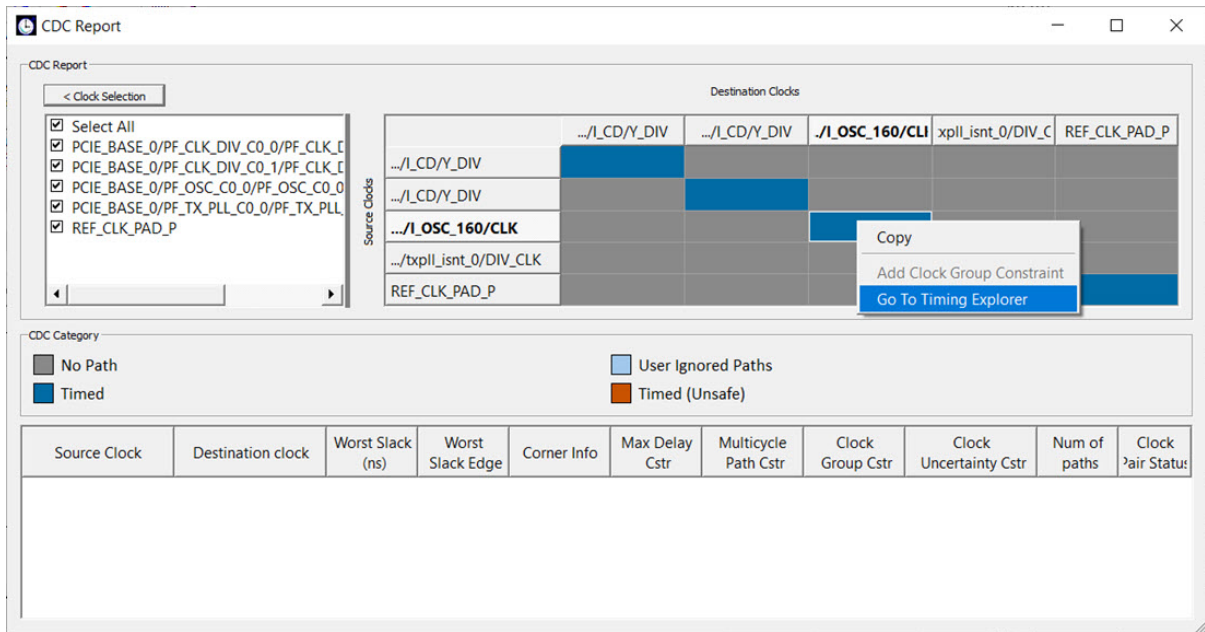 CDC Report
CDC Report
< Clock Selection
Destination Clocks
Select All
PCIE_BASE_0/PF_CLK_DIV_C0_0/PF_CLK_D
PCIE_BASE_0/PF_CLK_DIV_C0_1/PF_CLK_D
PCIE_BASE_0/PF_OSC_C0_0/PF_OSC_C0_0
PCIE_BASE_0/PF_TX_PLL_C0_0/PF_TX_PLL_
REF_CLK_PAD_P
Source Clocks
.../I_CD/Y_DIV .../I_CD/Y_DIV ./I_OSC_160/CLI xpll_isnt_0/DIV_C REF_CLK_PAD_P
.../I_CD/Y_DIV
.../I_CD/Y_DIV
.../I_OSC_160/CLK
.../txpll_isnt_0/DIV_CLK
REF_CLK_PAD_P
Copy
Add Clock Group Constraint
Go To Timing Explorer
CDC Category
No Path User Ignored Paths
Timed Timed (Unsafe)
Source Clock Destination clock Worst Slack (ns) Worst Slack Edge Corner Info Max Delay Cstr Multicycle Path Cstr Clock Group Cstr Clock Uncertainty Cstr Num of paths Clock Pair Status